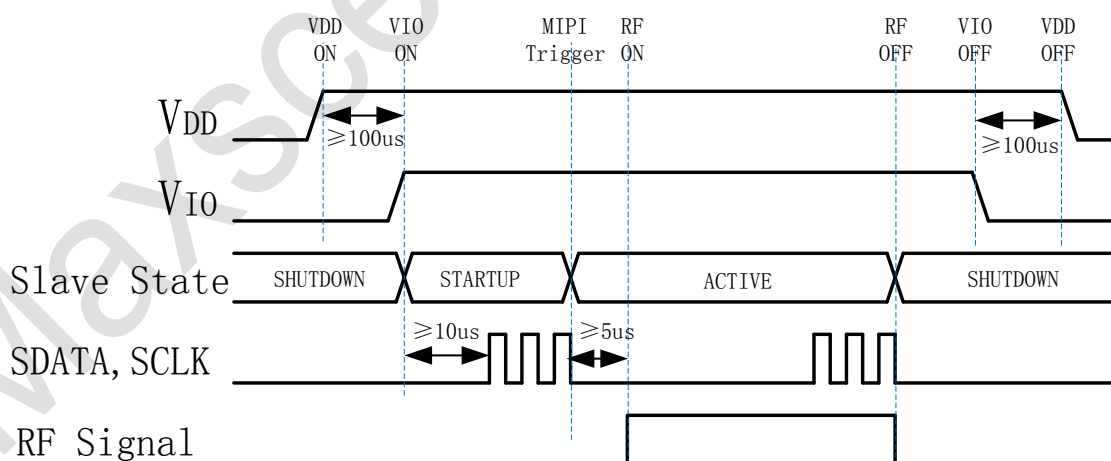 VDD VIO MIPI RF RF VIO VDD
ON ON Trigger ON OFF OFF OFF
VDD
≥100us ≥100us
VIO
Slave State SHUTDOWN STARTUP ACTIVE SHUTDOWN
≥10us ≥5us
SDATA, SCLK
RF Signal
Maxsce